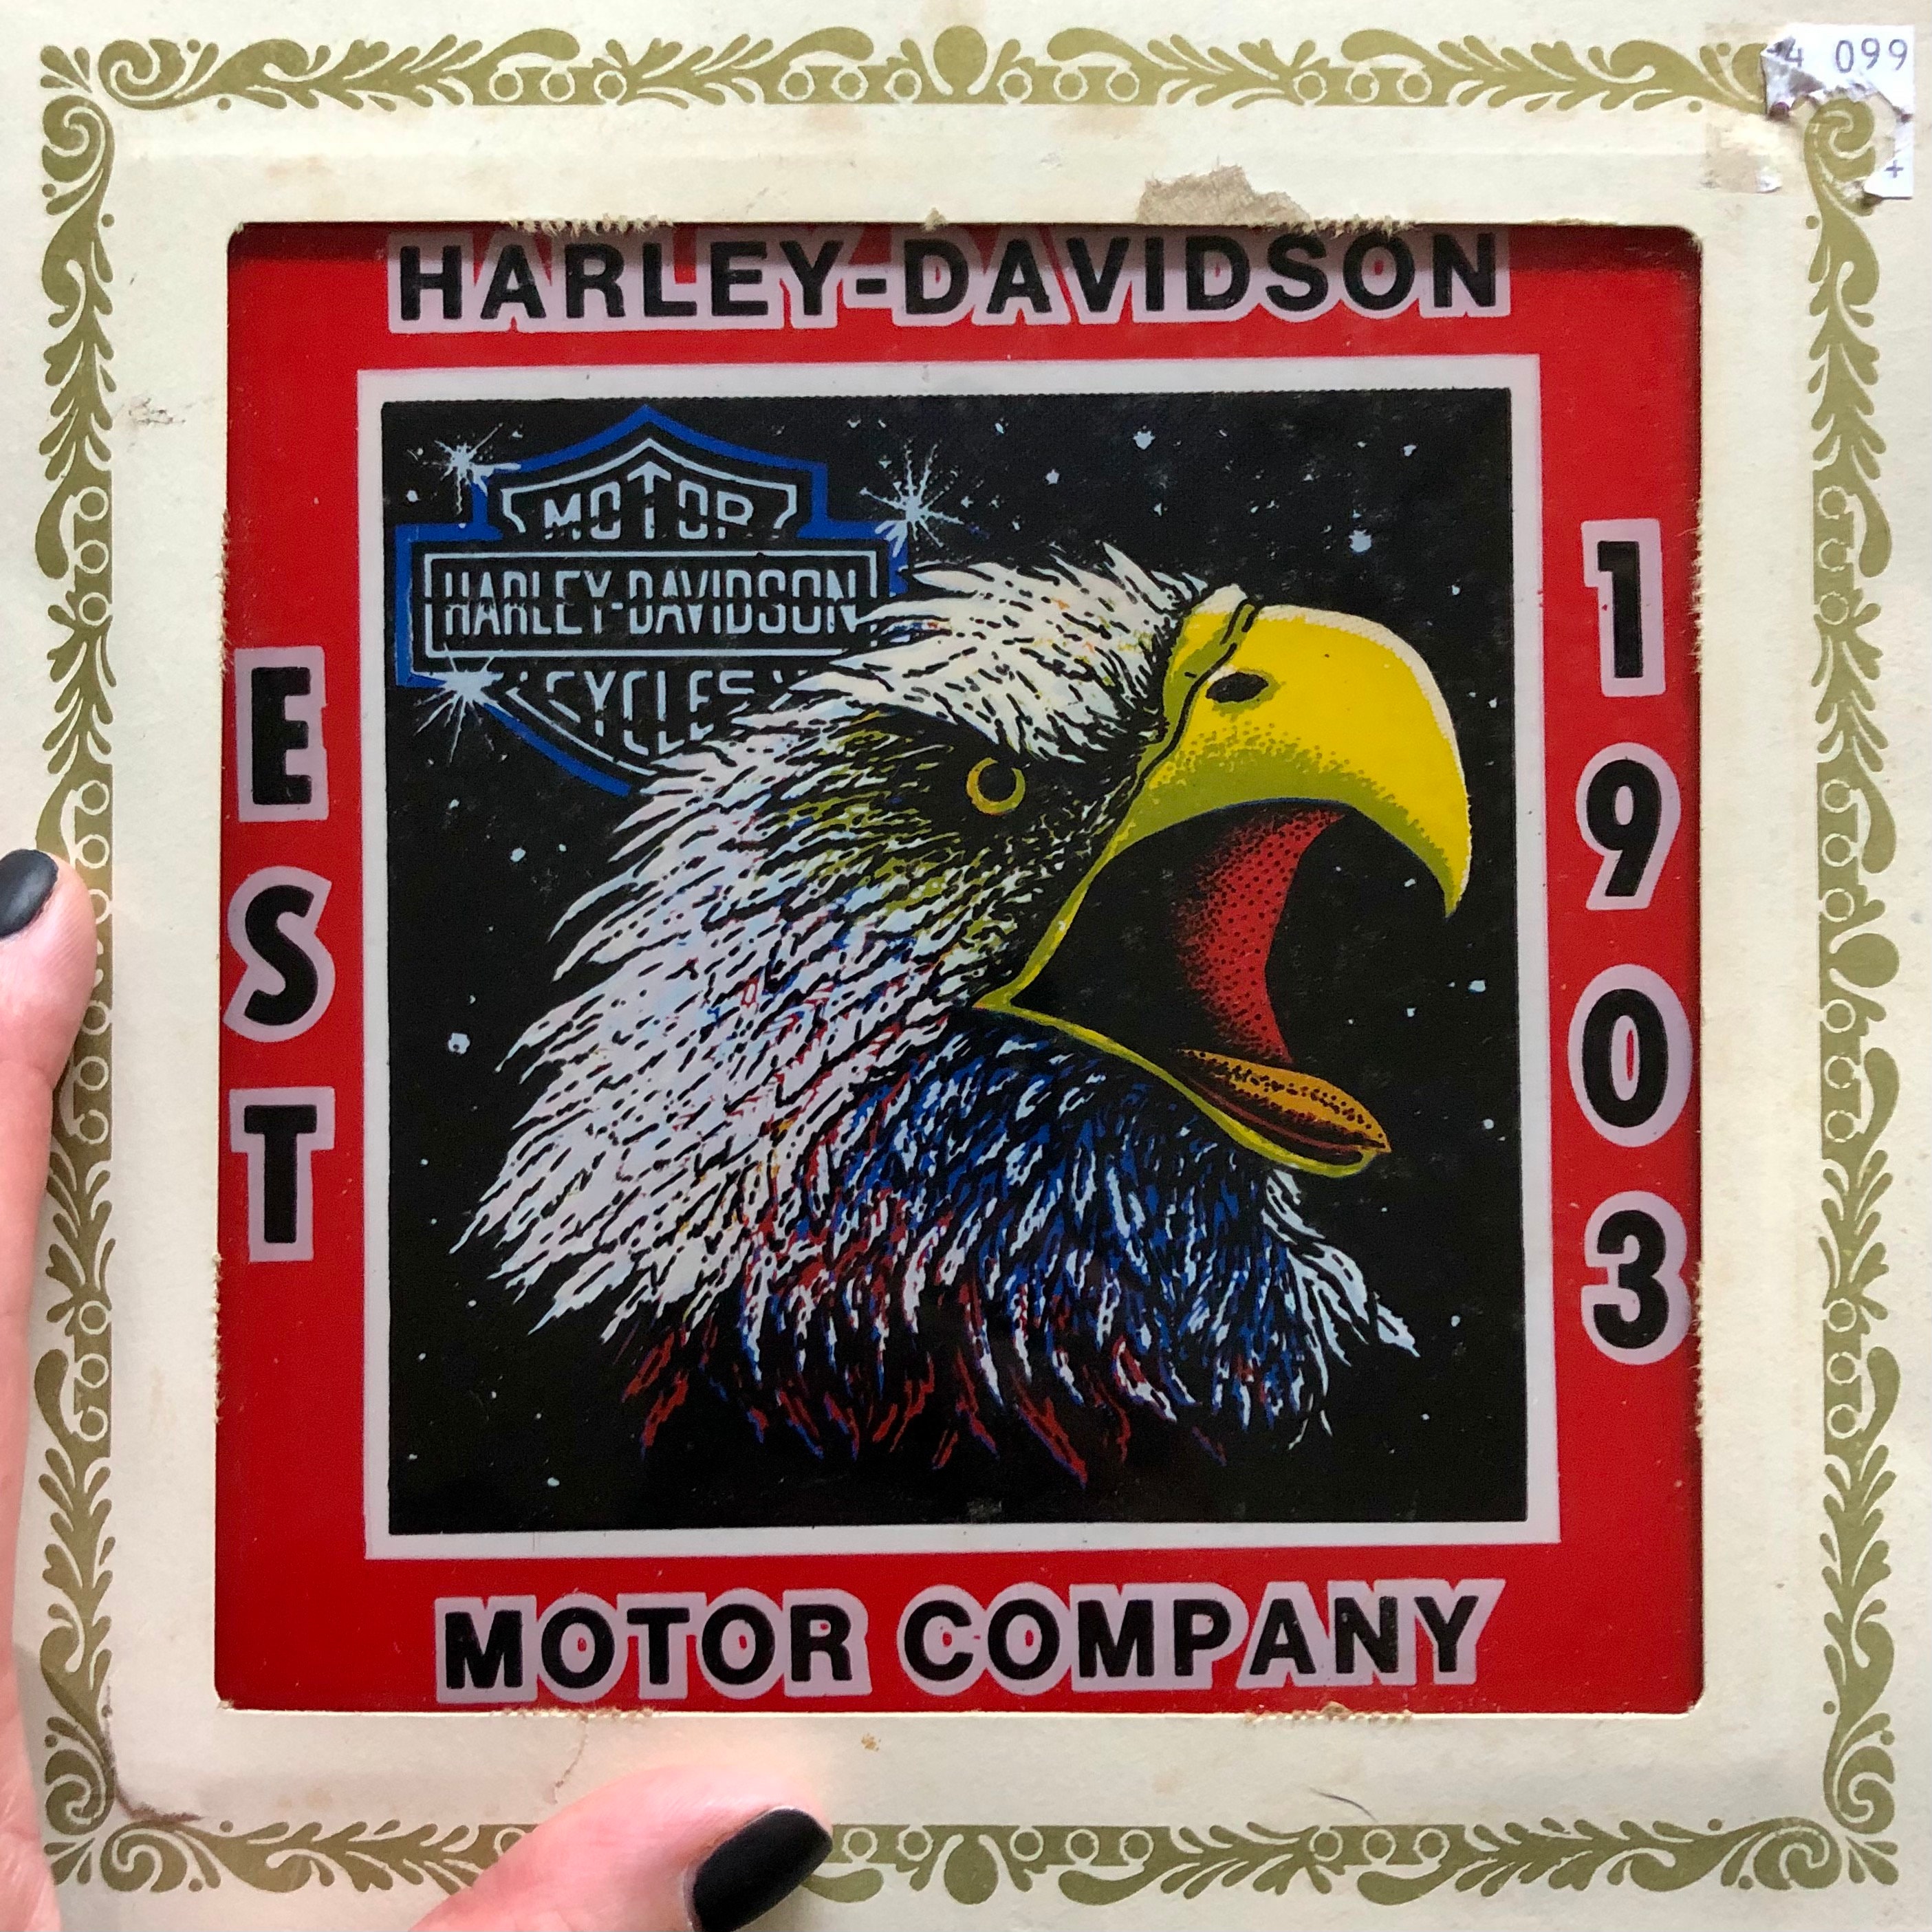 4 099
+
HARLEY-DAVIDSON
MOTOR
HARLEY-DAVIDSON
CYCLES
EST
1903
MOTOR COMPANY